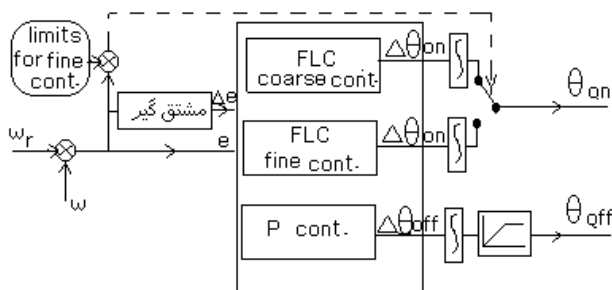 limits
for fine
cont.
مشتق گیر
Δe
ωr
ω
e
FLC
coarse cont.
Δθon
FLC
fine cont.
Δθon
P cont.
Δθoff
∫
∫
∫
θon
θoff